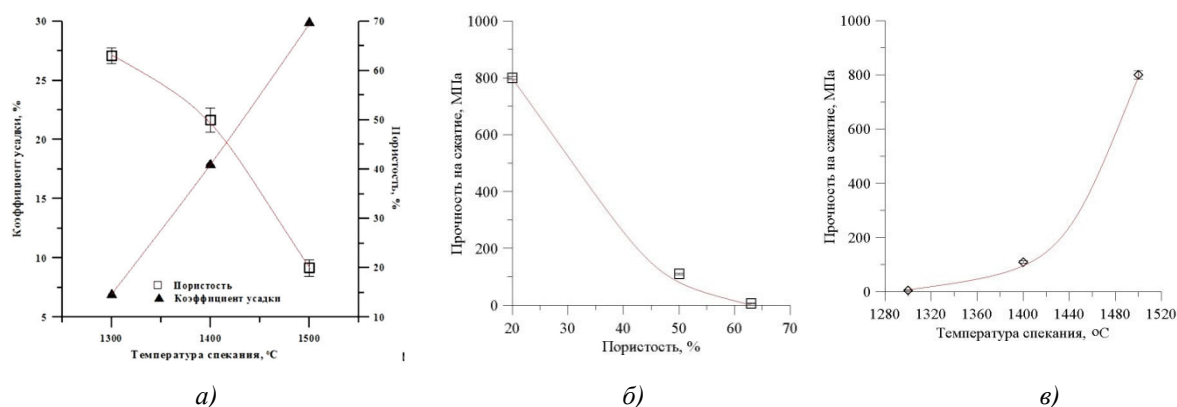 30
25
20
15
10
5
Коэффициент усадки, %
70
60
50
40
30
20
10
Пористость, %
Пористость
Коэффициент усадки
1300 1400 1500
Температура спекания, °С
а)
1000
800
600
400
200
0
Прочность на сжатие, МПа
20 30 40 50 60 70
Пористость, %
б)
1000
800
600
400
200
0
Прочность на сжатие, МПа
1280 1320 1360 1400 1440 1480 1520
Температура спекания, оС
в)